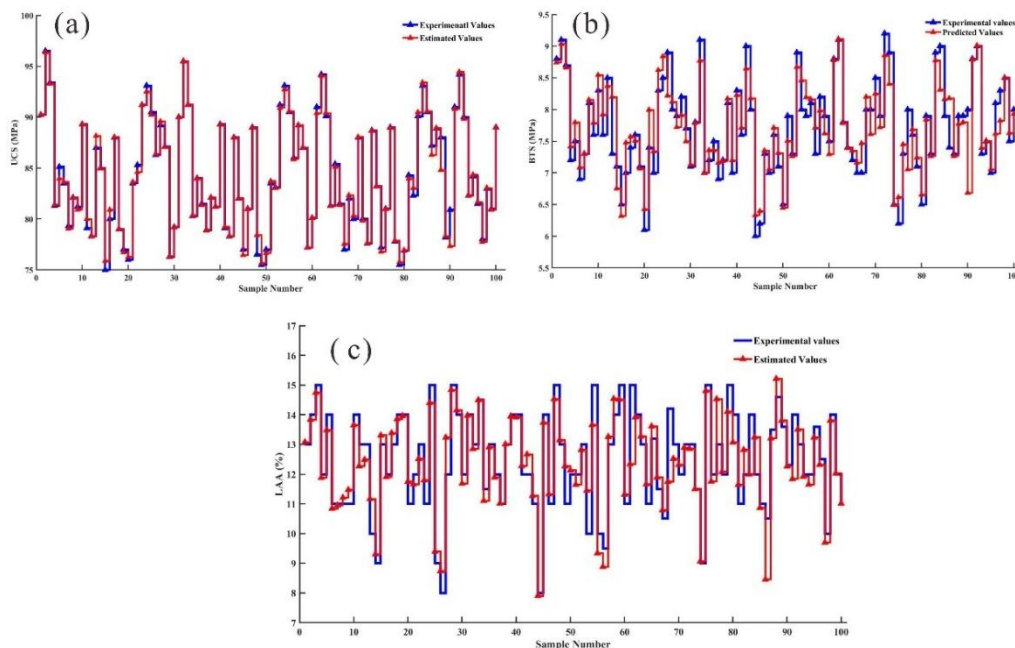 (a)
Experimenatl Values
Estimated Values
100
95
90
85
80
75
UCS (MPa)
0 10 20 30 40 50 60 70 80 90 100
Sample Number
(b)
Experimental values
Predicted Values
9.5
9
8.5
8
7.5
7
6.5
6
5.5
BTS (MPa)
0 10 20 30 40 50 60 70 80 90 100
Sample Number
( c)
Experimental values
Estimated Values
17
16
15
14
13
12
11
10
9
8
7
LAA (%)
0 10 20 30 40 50 60 70 80 90 100
Sample Number